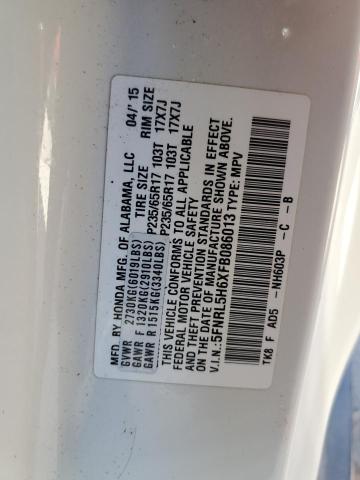 MFD. BY HONDA MFG. OF ALABAMA, LLC 04/'15
TIRE SIZE RIM SIZE
GVWR 2730KG(6019LBS)
GAWR F 1320KG(2910LBS) P235/65R17 103T 17X7J
GAWR R 1515KG(3340LBS) P235/65R17 103T 17X7J
THIS VEHICLE CONFORMS TO ALL APPLICABLE
FEDERAL MOTOR VEHICLE SAFETY
AND THEFT PREVENTION STANDARDS IN EFFECT
ON THE DATE OF MANUFACTURE SHOWN ABOVE.
V.I.N.:5FNRL5H6XFB086013 TYPE: MPV
TK8 F AD5 -NH603P -C -B